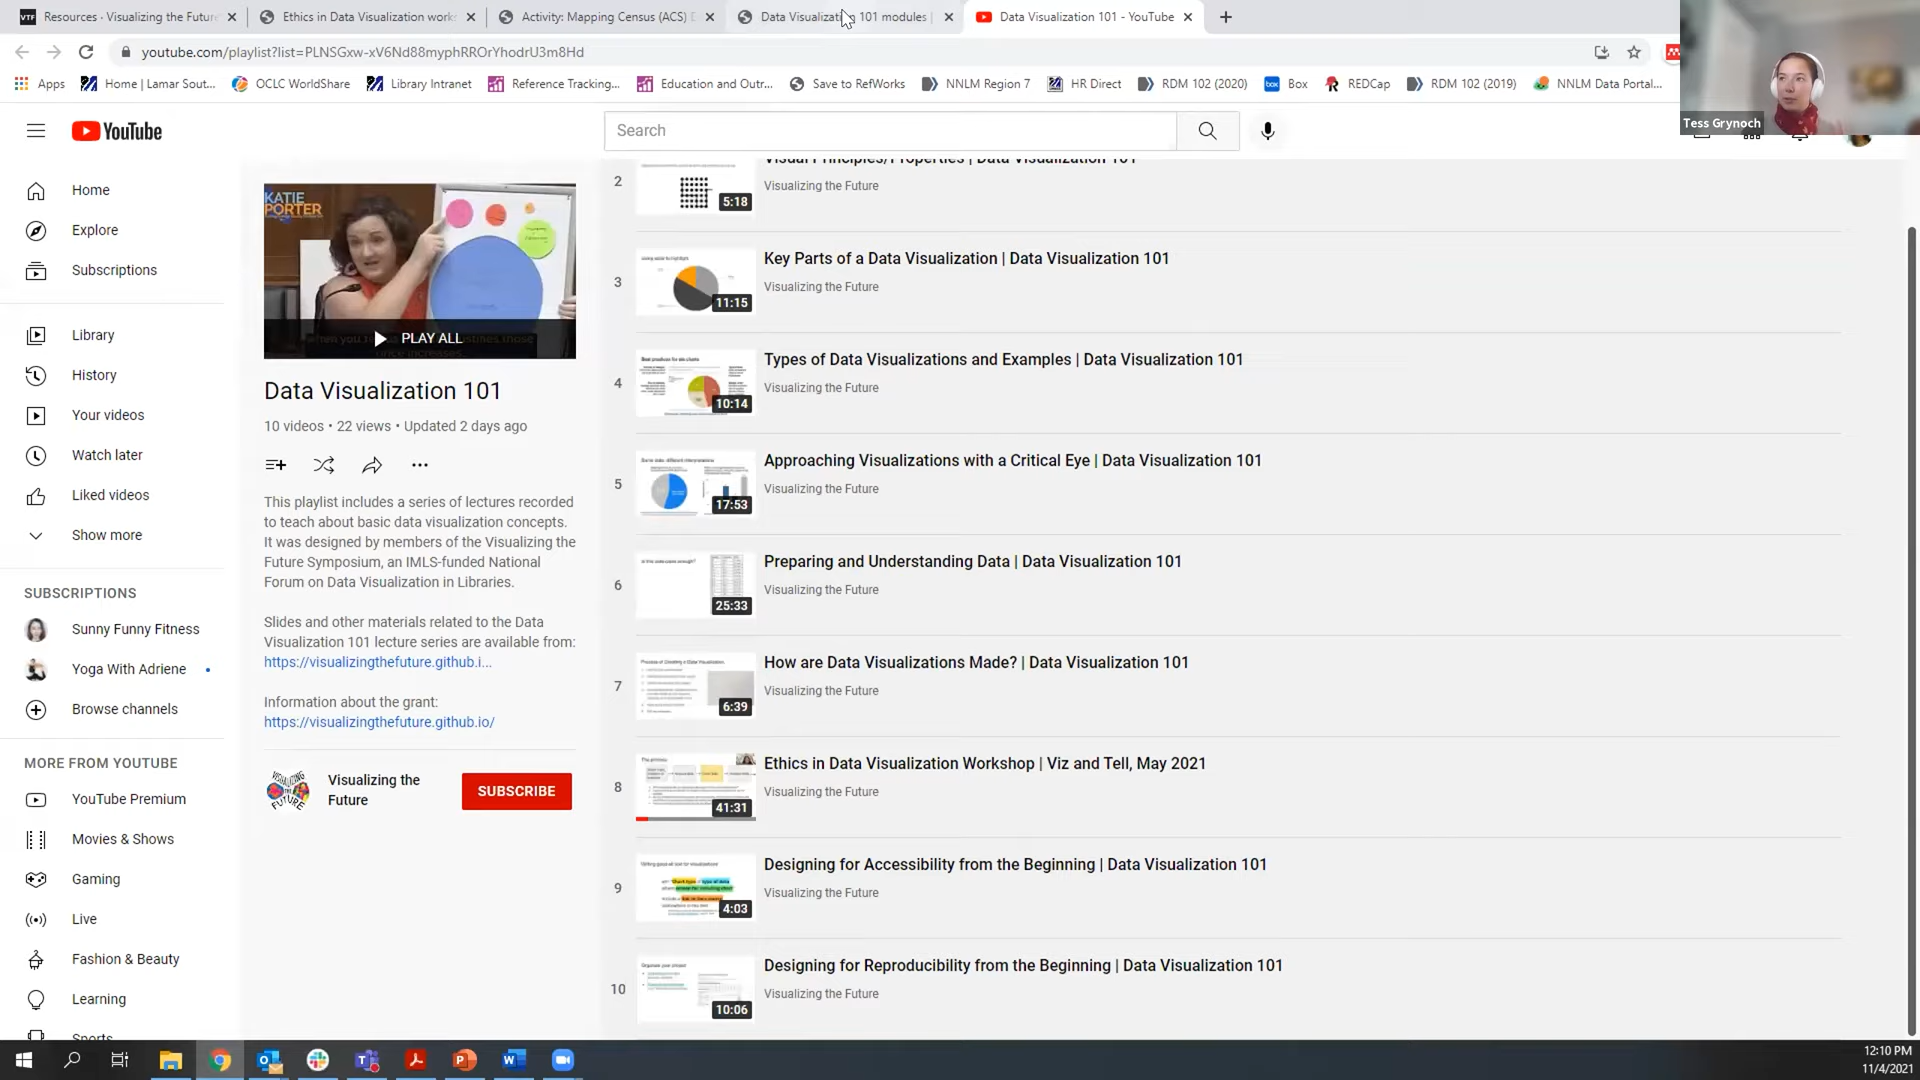 VTF Resources · Visualizing the Future
Ethics in Data Visualization work
Activity: Mapping Census (ACS) D
Data Visualization 101 modules |
Data Visualization 101 - YouTube
youtube.com/playlist?list=PLNSGxw-xV6Nd88myphRROrYhodrU3m8Hd
Apps
Home | Lamar Sout...
OCLC WorldShare
Library Intranet
Reference Tracking...
Education and Outr...
Save to RefWorks
NNLM Region 7
HR Direct
RDM 102 (2020)
box Box
REDCap
RDM 102 (2019)
NNLM Data Portal...
Tess Grynoch
YouTube
Search
Home
Explore
Subscriptions
Library
History
Your videos
Watch later
Liked videos
Show more
SUBSCRIPTIONS
Sunny Funny Fitness
Yoga With Adriene
Browse channels
MORE FROM YOUTUBE
YouTube Premium
Movies & Shows
Gaming
Live
Fashion & Beauty
Learning
Sports
KATIE
PORTER
PLAY ALL
Data Visualization 101
10 videos • 22 views • Updated 2 days ago
This playlist includes a series of lectures recorded
to teach about basic data visualization concepts.
It was designed by members of the Visualizing the
Future Symposium, an IMLS-funded National
Forum on Data Visualization in Libraries.
Slides and other materials related to the Data
Visualization 101 lecture series are available from:
https://visualizingthefuture.github.i...
Information about the grant:
https://visualizingthefuture.github.io/
Visualizing the
Future
SUBSCRIBE
2
5:18
Visual Principles/Properties | Data Visualization 101
Visualizing the Future
3
11:15
Key Parts of a Data Visualization | Data Visualization 101
Visualizing the Future
4
10:14
Types of Data Visualizations and Examples | Data Visualization 101
Visualizing the Future
5
17:53
Approaching Visualizations with a Critical Eye | Data Visualization 101
Visualizing the Future
6
25:33
Preparing and Understanding Data | Data Visualization 101
Visualizing the Future
7
6:39
How are Data Visualizations Made? | Data Visualization 101
Visualizing the Future
8
41:31
Ethics in Data Visualization Workshop | Viz and Tell, May 2021
Visualizing the Future
9
4:03
Designing for Accessibility from the Beginning | Data Visualization 101
Visualizing the Future
10
10:06
Designing for Reproducibility from the Beginning | Data Visualization 101
Visualizing the Future
12:10 PM
11/4/2021